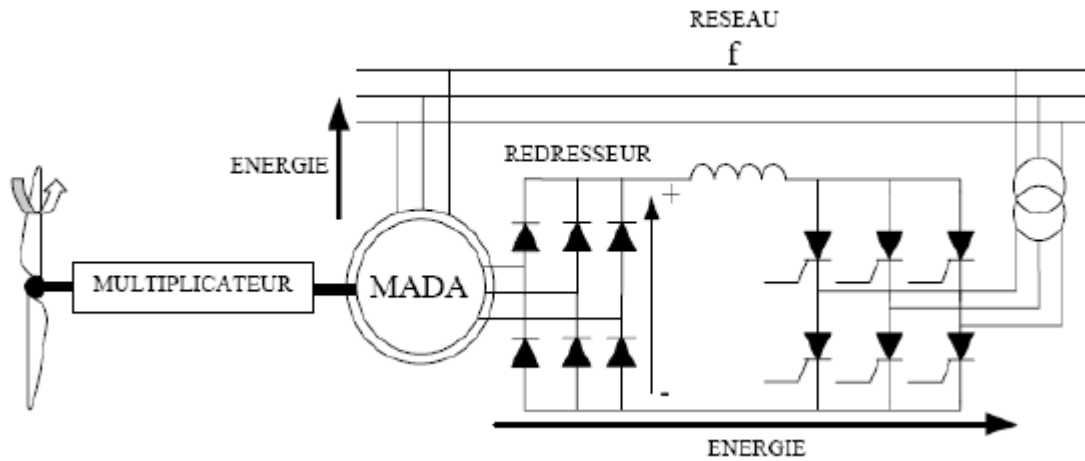 RESEAU
f
ENERGIE
REDRESSEUR
+
MULTIPLICATEUR
MADA
-
ENERGIE